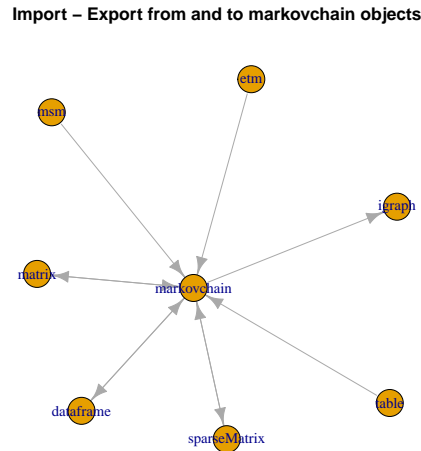 Import − Export from and to markovchain objects
etm
msm
igraph
matrix
markovchain
dataframe
table
sparseMatrix